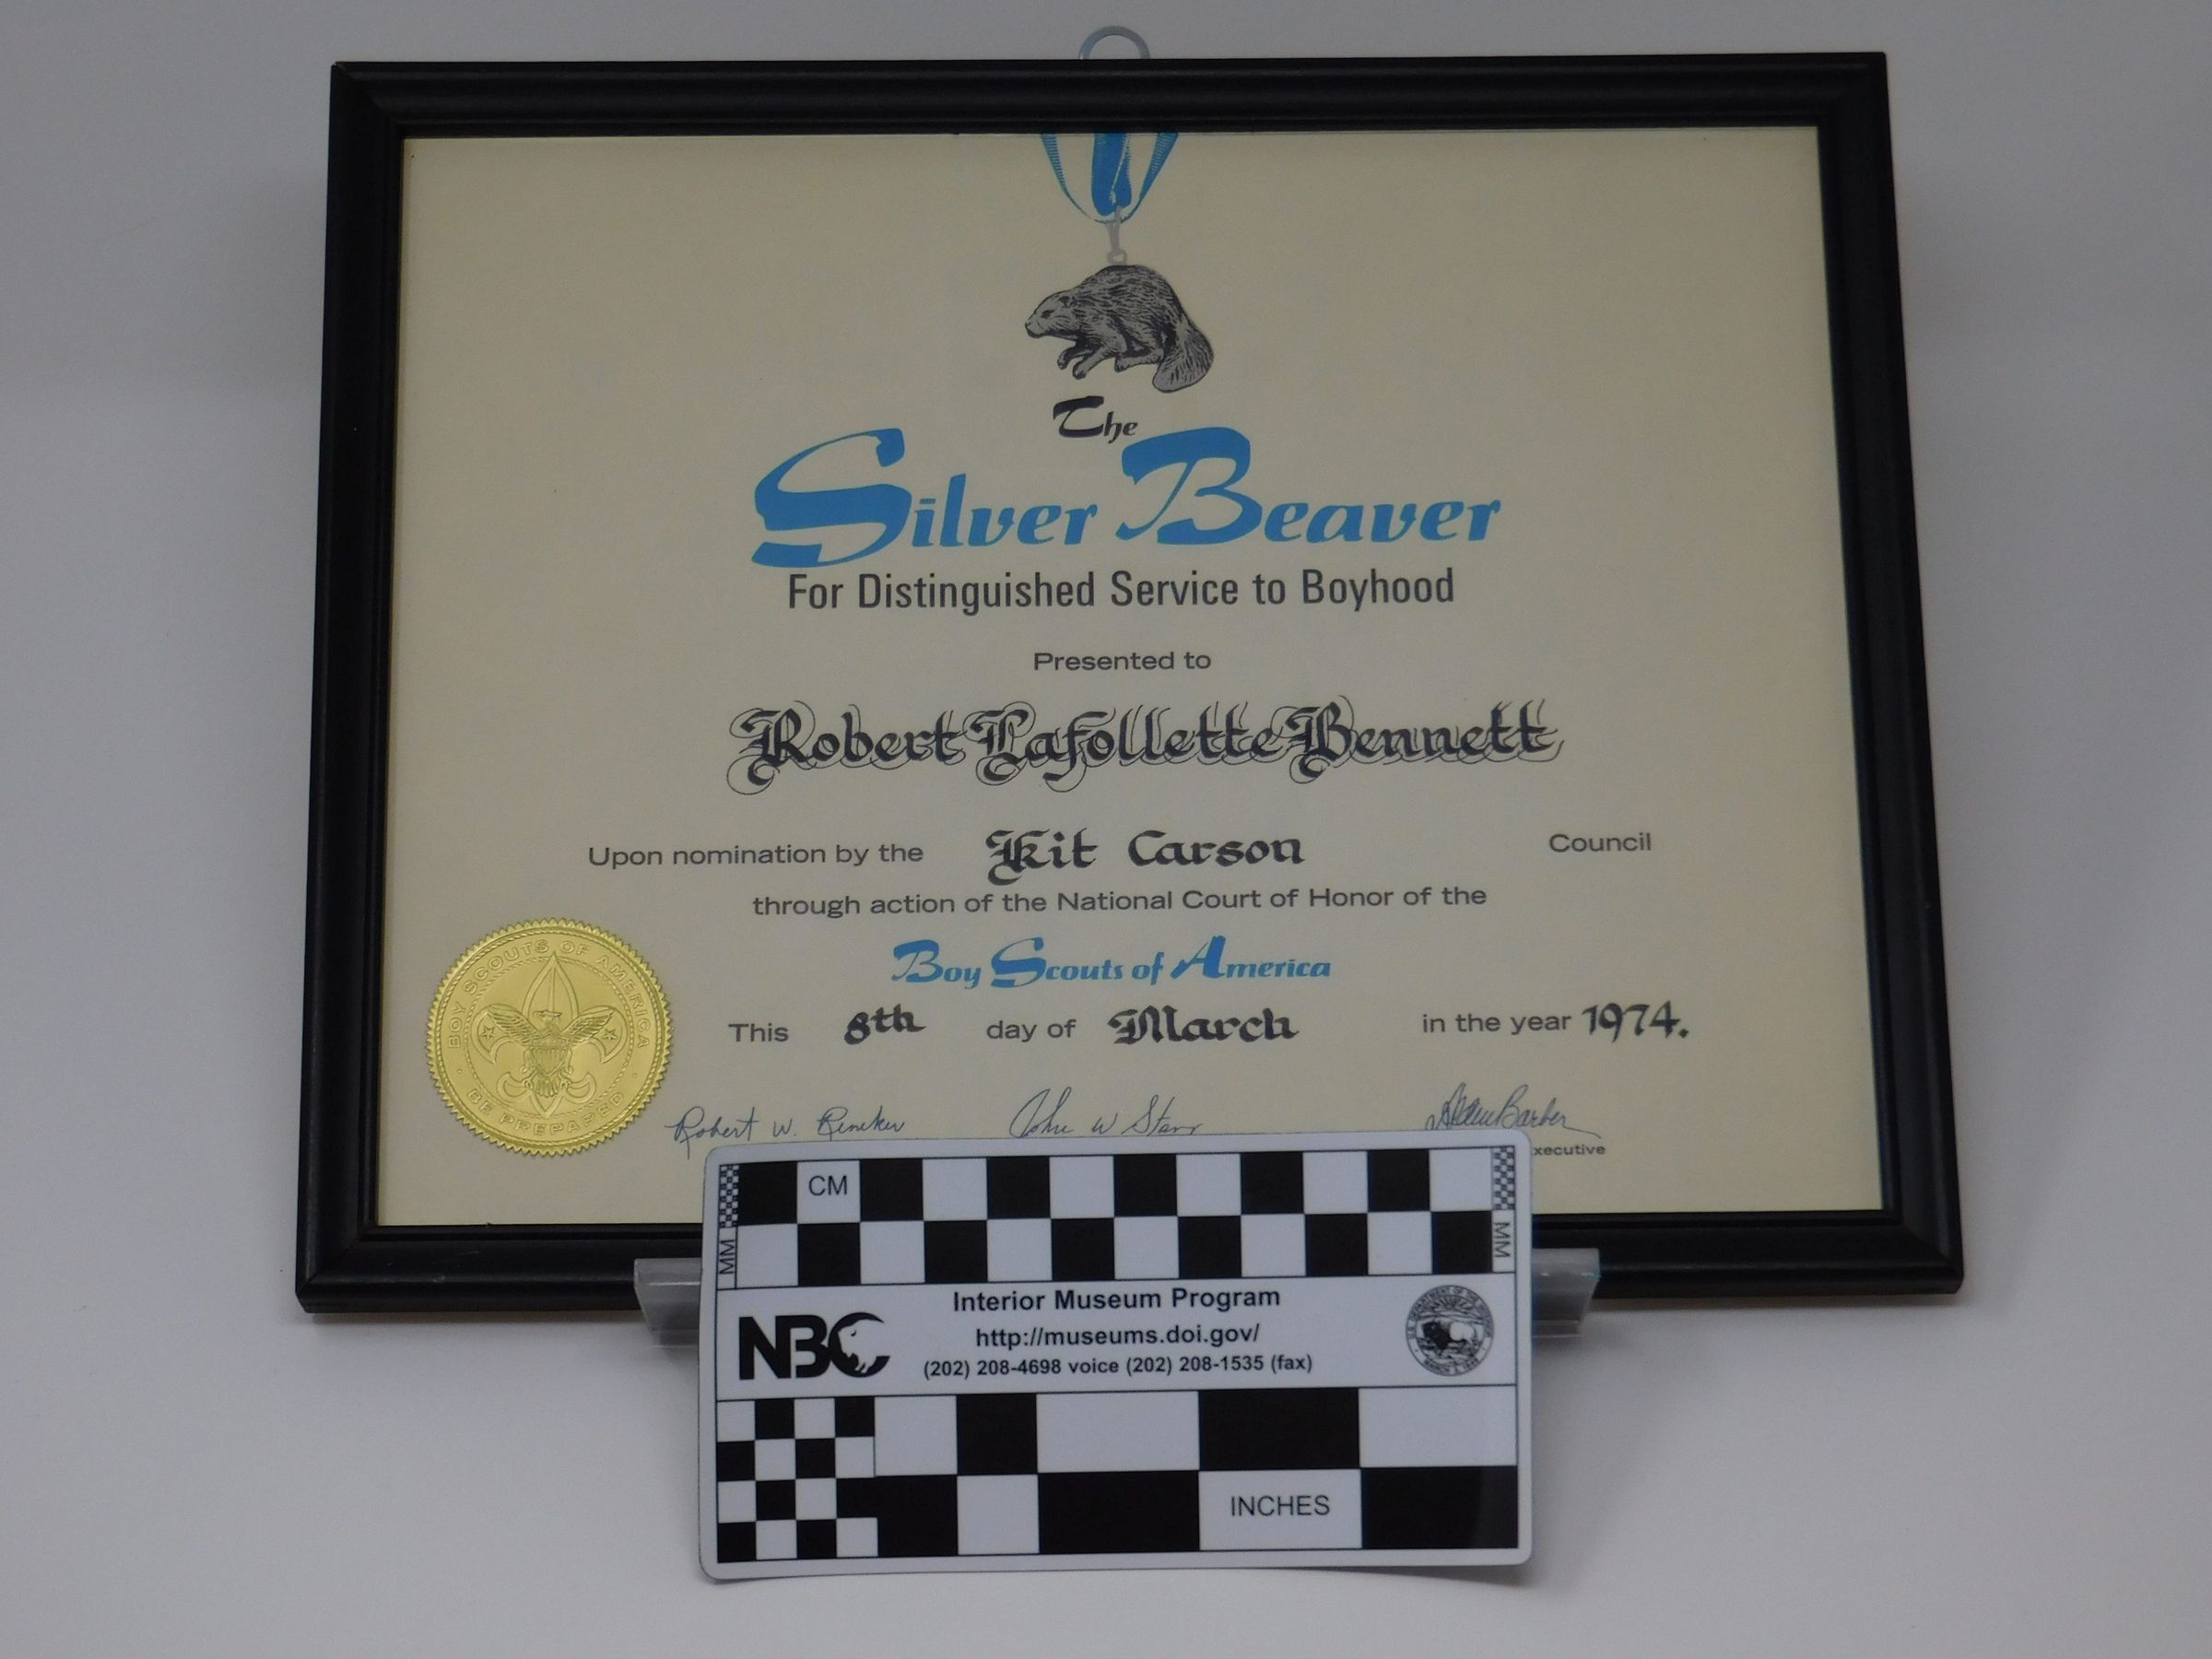 The
Silver Beaver
For Distinguished Service to Boyhood
Presented to
Robert Lafollette Bennett
Upon nomination by the Kit Carson Council
through action of the National Court of Honor of the
Boy Scouts of America
This 8th day of March in the year 1974.
BOY SCOUTS OF AMERICA
BE PREPARED
Robert W. Reneker John W Starr
xecutive
CM
MM MM
Interior Museum Program
NBC http://museums.doi.gov/
(202) 208-4698 voice (202) 208-1535 (fax)
INCHES